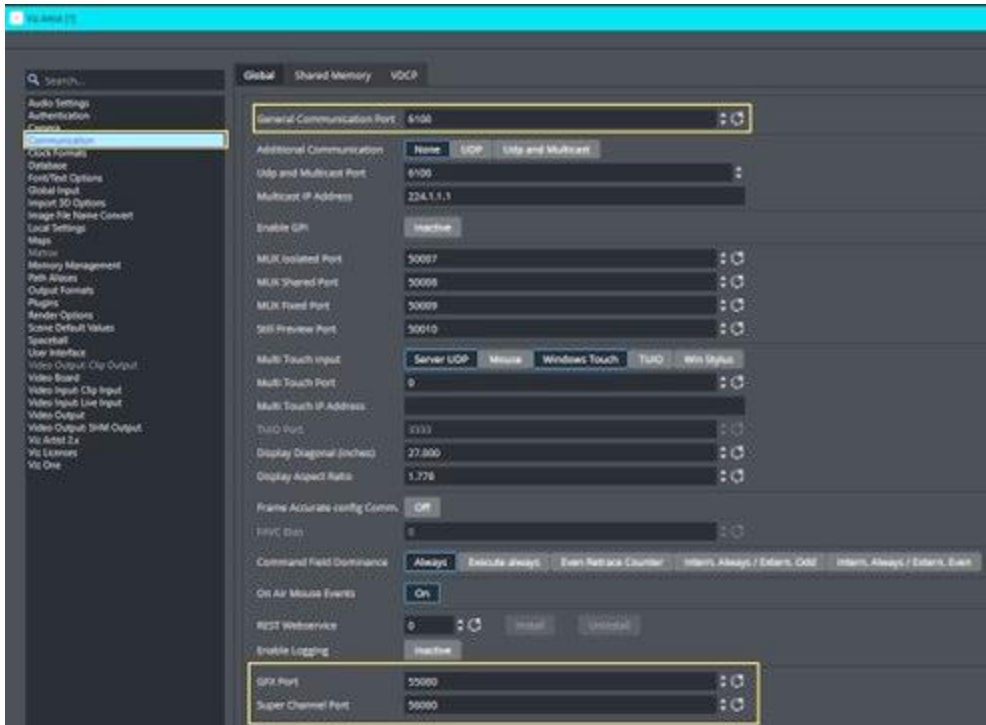 Viz Artist [1]
Search...
Audio Settings
Authentication
Camera
Communication
Clock Formats
Database
Font/Text Options
Global Input
Import 3D Options
Image File Name Convert
Local Settings
Maps
Matrox
Memory Management
Path Aliases
Output Formats
Plugins
Render Options
Scene Default Values
Spaceball
User Interface
Video Output: Clip Output
Video Board
Video Input: Clip Input
Video Input: Live Input
Video Output
Video Output: SHM Output
Viz Artist 2.x
Viz Licenses
Viz One
Global Shared Memory VDCP
General Communication Port 6100
Additional Communication None UDP Udp and Multicast
Udp and Multicast Port 6100
Multicast IP Address 224.1.1.1
Enable GPI Inactive
MUX Isolated Port 50007
MUX Shared Port 50008
MUX Fixed Port 50009
Still Preview Port 50010
Multi Touch Input Server UDP Mouse Windows Touch TUIO Win Stylus
Multi Touch Port 0
Multi Touch IP Address
TUIO Port 3333
Display Diagonal (inches) 27.000
Display Aspect Ratio 1.778
Frame Accurate config Comm. Off
FAVC Bias 0
Command Field Dominance Always Execute always Even Retrace Counter Intern. Always / Extern. Odd Intern. Always / Extern. Even
On Air Mouse Events On
REST Webservice 0 Install Uninstall
Enable Logging Inactive
GFX Port 55000
Super Channel Port 56000